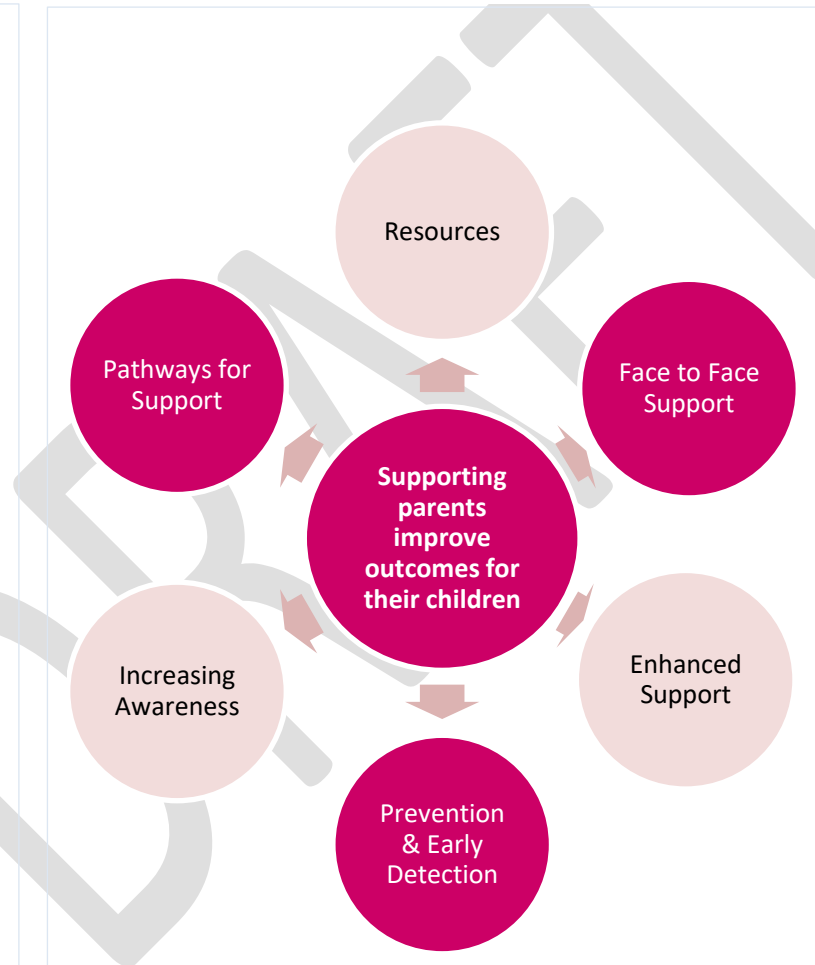 Resources
Pathways for
Support
Face to Face
Support
Supporting
parents
improve
outcomes for
their children
Increasing
Awareness
Enhanced
Support
Prevention
& Early
Detection
DRAFT